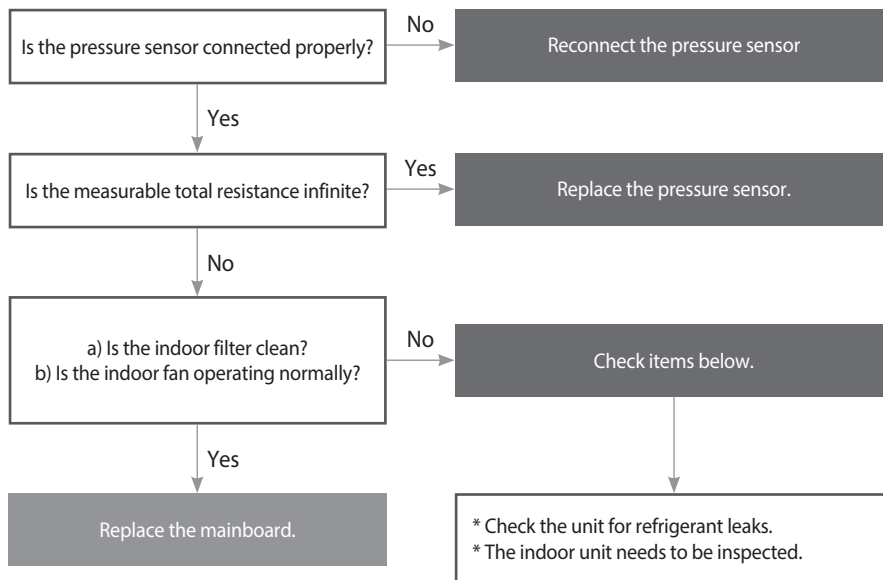 Is the pressure sensor connected properly?
No
Reconnect the pressure sensor
Yes
Is the measurable total resistance infinite?
Yes
Replace the pressure sensor.
No
a) Is the indoor filter clean?
b) Is the indoor fan operating normally?
No
Check items below.
Yes
Replace the mainboard.
* Check the unit for refrigerant leaks.
* The indoor unit needs to be inspected.